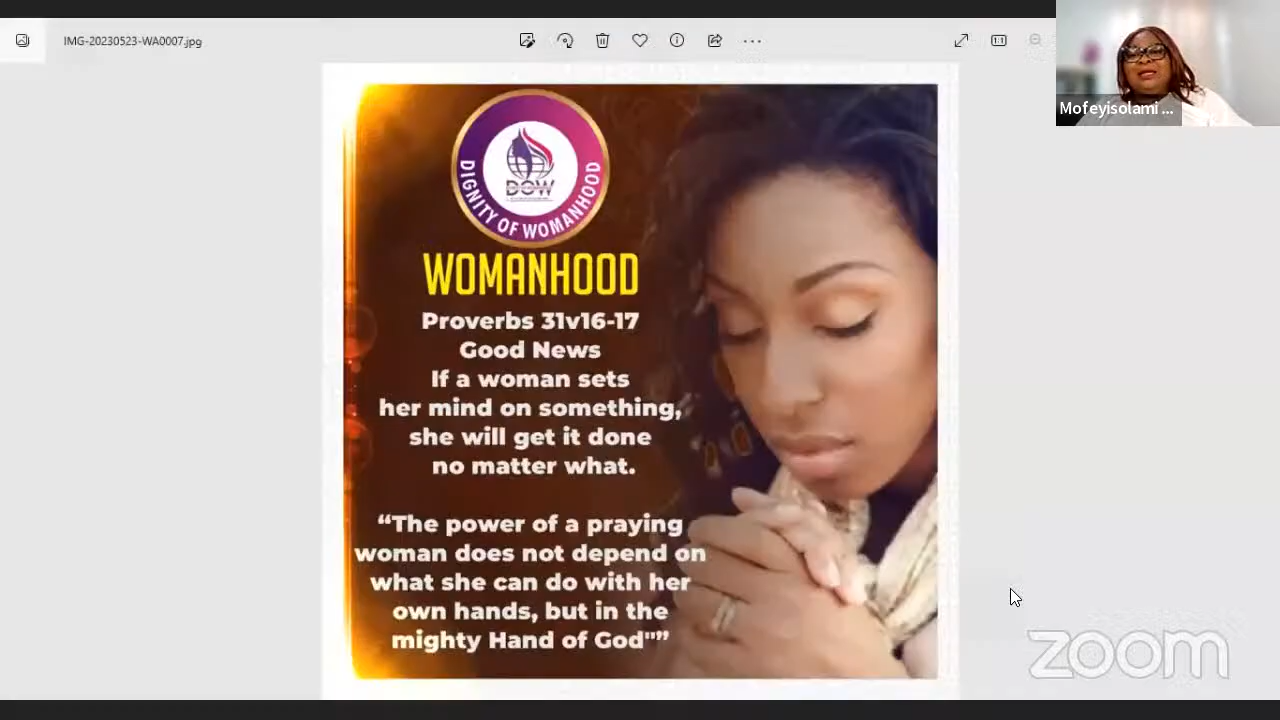 IMG-20230523-WA0007.jpg
1:1
Mofeyisolami ...
DIGNITY OF WOMANHOOD
DOW
WOMANHOOD
Proverbs 31v16-17
Good News
If a woman sets
her mind on something,
she will get it done
no matter what.
“The power of a praying
woman does not depend on
what she can do with her
own hands, but in the
mighty Hand of God"”
zoom